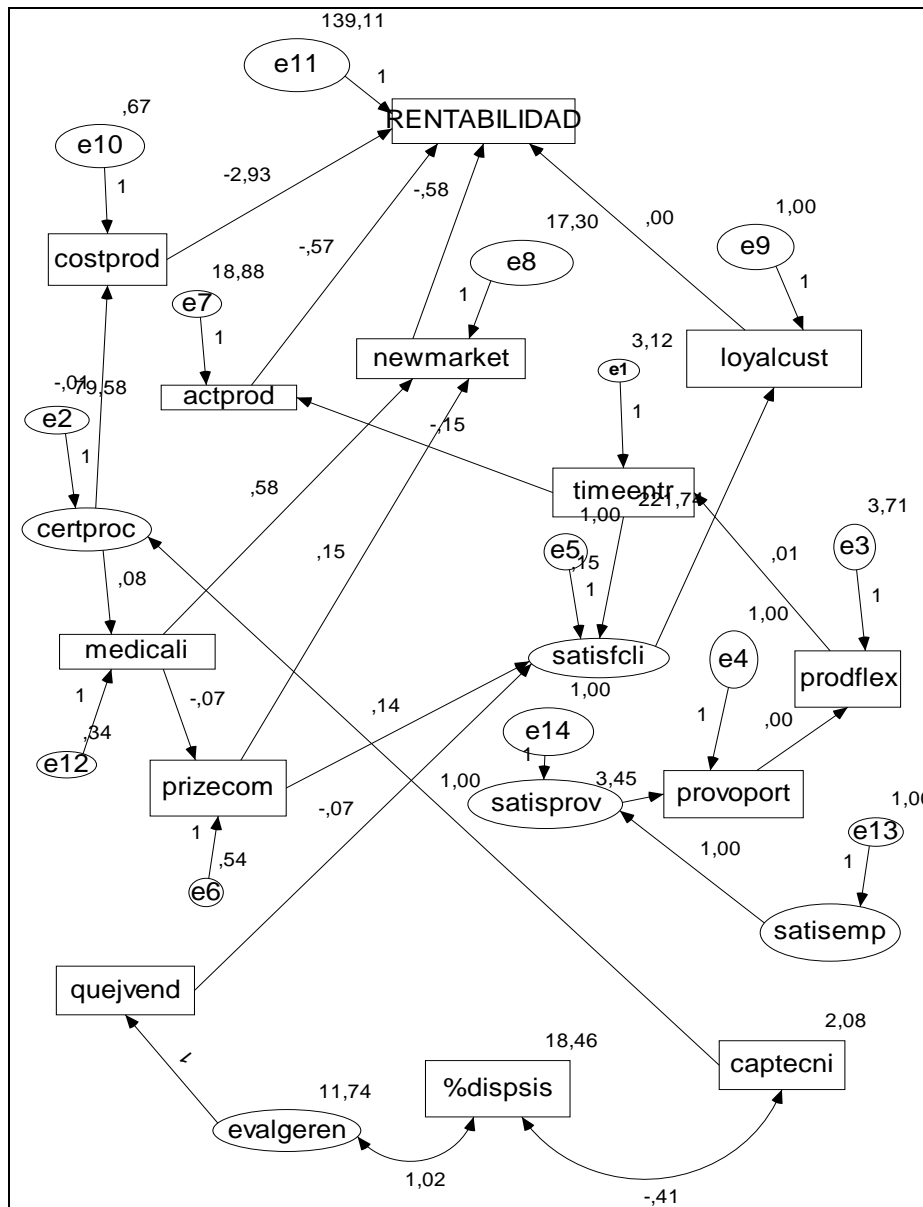 139,11
e11
1
RENTABILIDAD
,67
e10
1
-2,93
-,58
,00
1,00
17,30
costprod
-,57
e9
18,88
e8
e7
1
1
1
3,12
newmarket
loyalcust
e1
-,01
79,58
actprod
1
e2
-,15
1
,58
timeentr
221,74
1,00
3,71
certproc
e5
,15
,01
e3
,08
,15
1
1
1,00
medicali
satisfcli
e4
prodflex
1
-,07
1,00
,34
,14
e14
1
,00
e12
1
prizecom
1,00
3,45
satisprov
provoport
-,07
1
1,00
,54
1,00
e13
1
e6
satisemp
quejvend
2,08
18,46
1
captecni
11,74
%dispsis
evalgeren
1,02
-,41